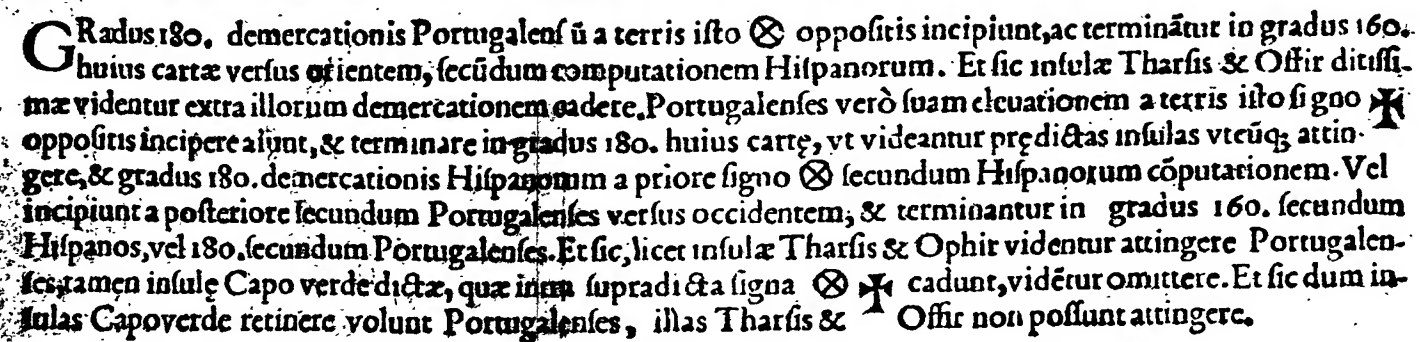 GRadus 180. demercationis Portugalenſ ũ a terris iſto ⊗ oppoſitis incipiunt, ac terminãtur in gradus 160.
huius cartæ verſus orientem, ſecũdum computationem Hiſpanorum. Et ſic inſulæ Tharſis & Offir ditiſſi-
mæ videntur extra illorum demercationem cadere. Portugalenſes verò ſuam eleuationem a terris iſto ſigno ✠
oppoſitis incipere aiunt, & terminare in gradus 180. huius cartę, vt videantur prędictas inſulas vtcũq; attin-
gere, & gradus 180. demercationis Hiſpanorum a priore ſigno ⊗ ſecundum Hiſpanorum cõputationem. Vel
incipiunt a poſteriore ſecundum Portugalenſes verſus occidentem, & terminantur in gradus 160. ſecundum
Hiſpanos, vel 180. ſecundum Portugalenſes. Et ſic, licet inſulæ Tharſis & Ophir videntur attingere Portugalen-
ſes, tamen inſulę Capo verde dictæ, quæ ſupradicta ſigna ⊗ ✠ cadunt, vidẽtur omittere. Et ſic dum in-
ſulas Capoverde retinere volunt Portugalenſes, illas Tharſis & Offir non poſſunt attingere.